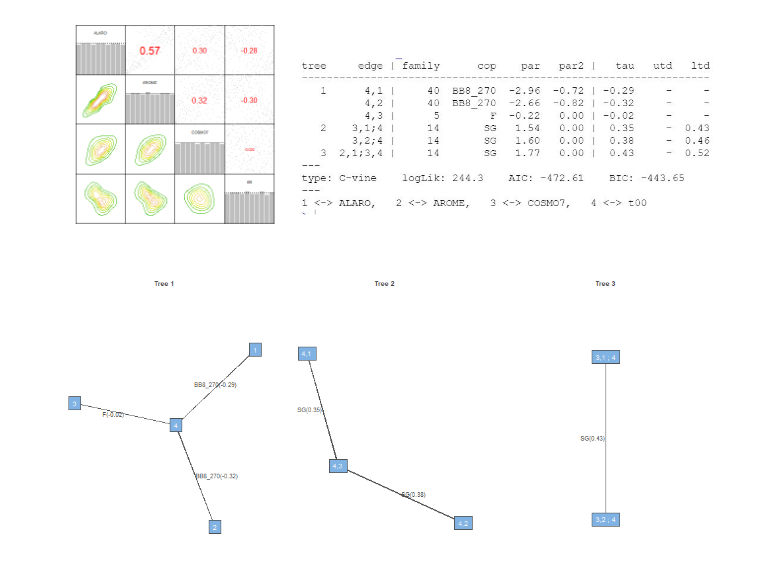 ALARO
0.57
0.30
-0.28
AROME
0.32
-0.30
COSMO7
tree edge | family cop par par2 | tau utd ltd
----------------------------------------------------------
1 4,1 | 40 BB8_270 -2.96 -0.72 | -0.29 - -
4,2 | 40 BB8_270 -2.66 -0.82 | -0.32 - -
4,3 | 5 F -0.22 0.00 | -0.02 - -
2 3,1;4 | 14 SG 1.54 0.00 | 0.35 - 0.43
3,2;4 | 14 SG 1.60 0.00 | 0.38 - 0.46
3 2,1;3,4 | 14 SG 1.77 0.00 | 0.43 - 0.52
---
type: C-vine logLik: 244.3 AIC: -472.61 BIC: -443.65
---
1 <-> ALARO, 2 <-> AROME, 3 <-> COSMO7, 4 <-> t00
Tree 1
Tree 2
Tree 3
1
BB8_270(-0.29)
3
F(-0.02)
4
BB8_270(-0.32)
2
4,1
SG(0.35)
4,3
SG(0.38)
4,2
3,1 ; 4
SG(0.43)
3,2 ; 4